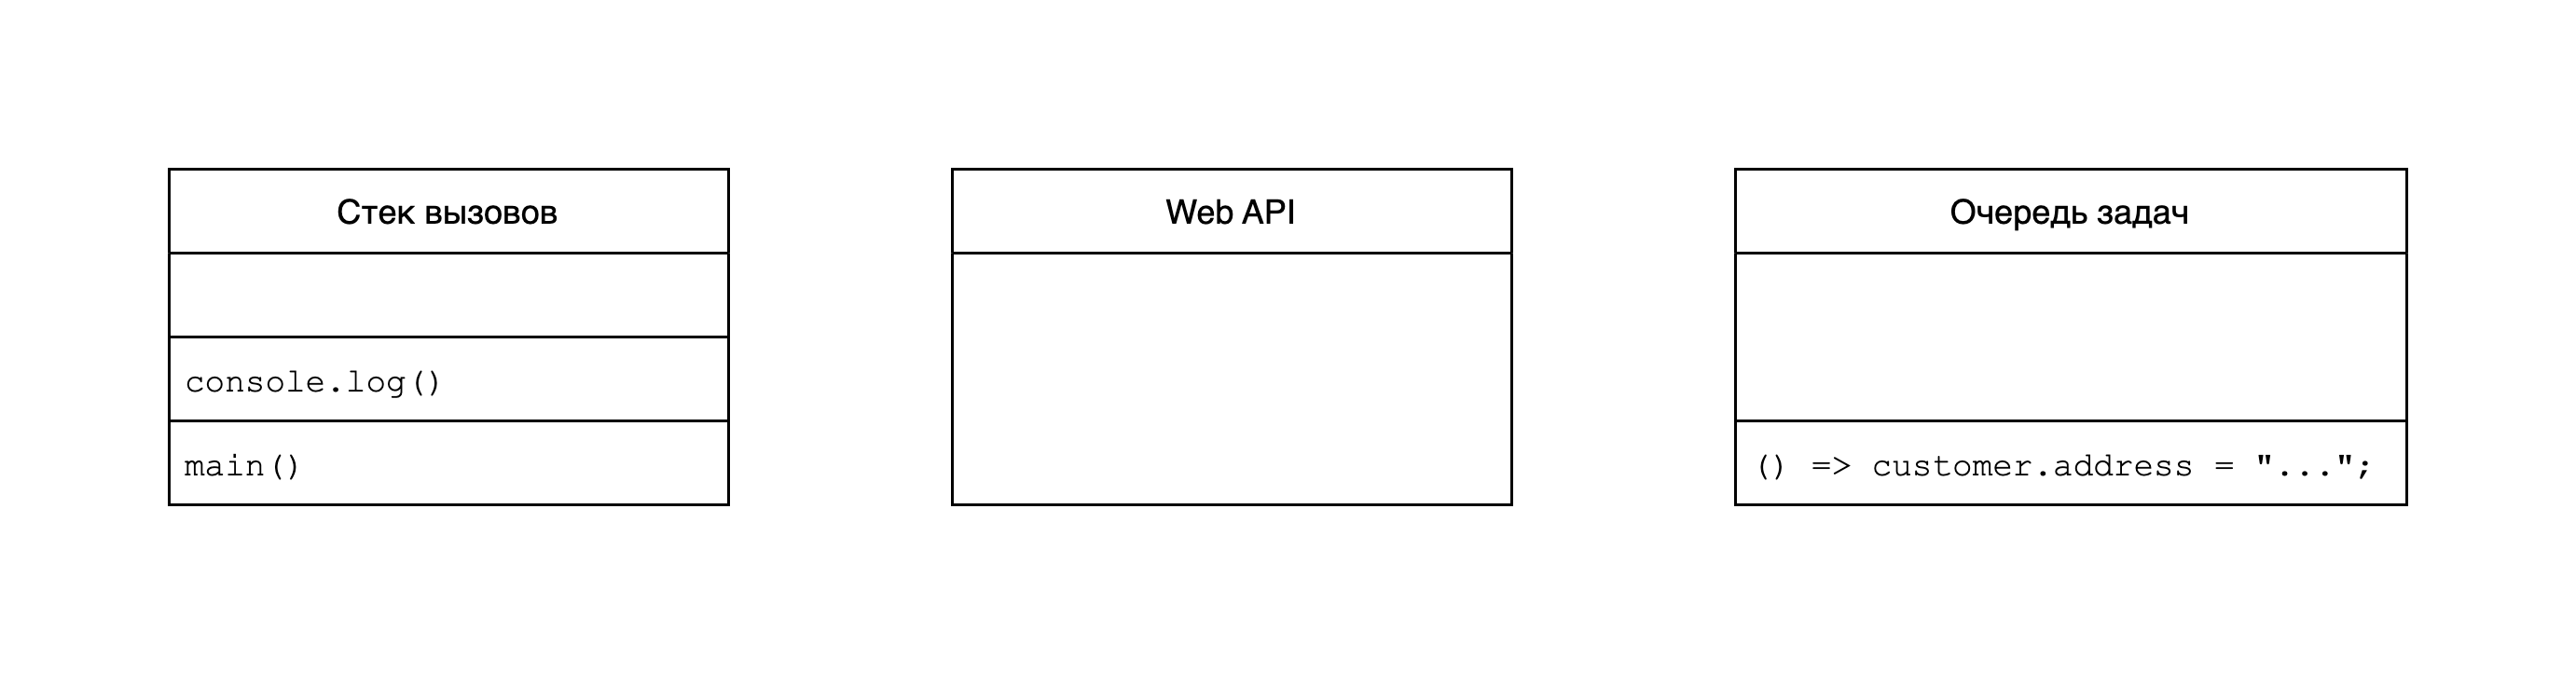 Стек вызовов
console.log()
main()
Web API
Очередь задач
() => customer.address = "...";